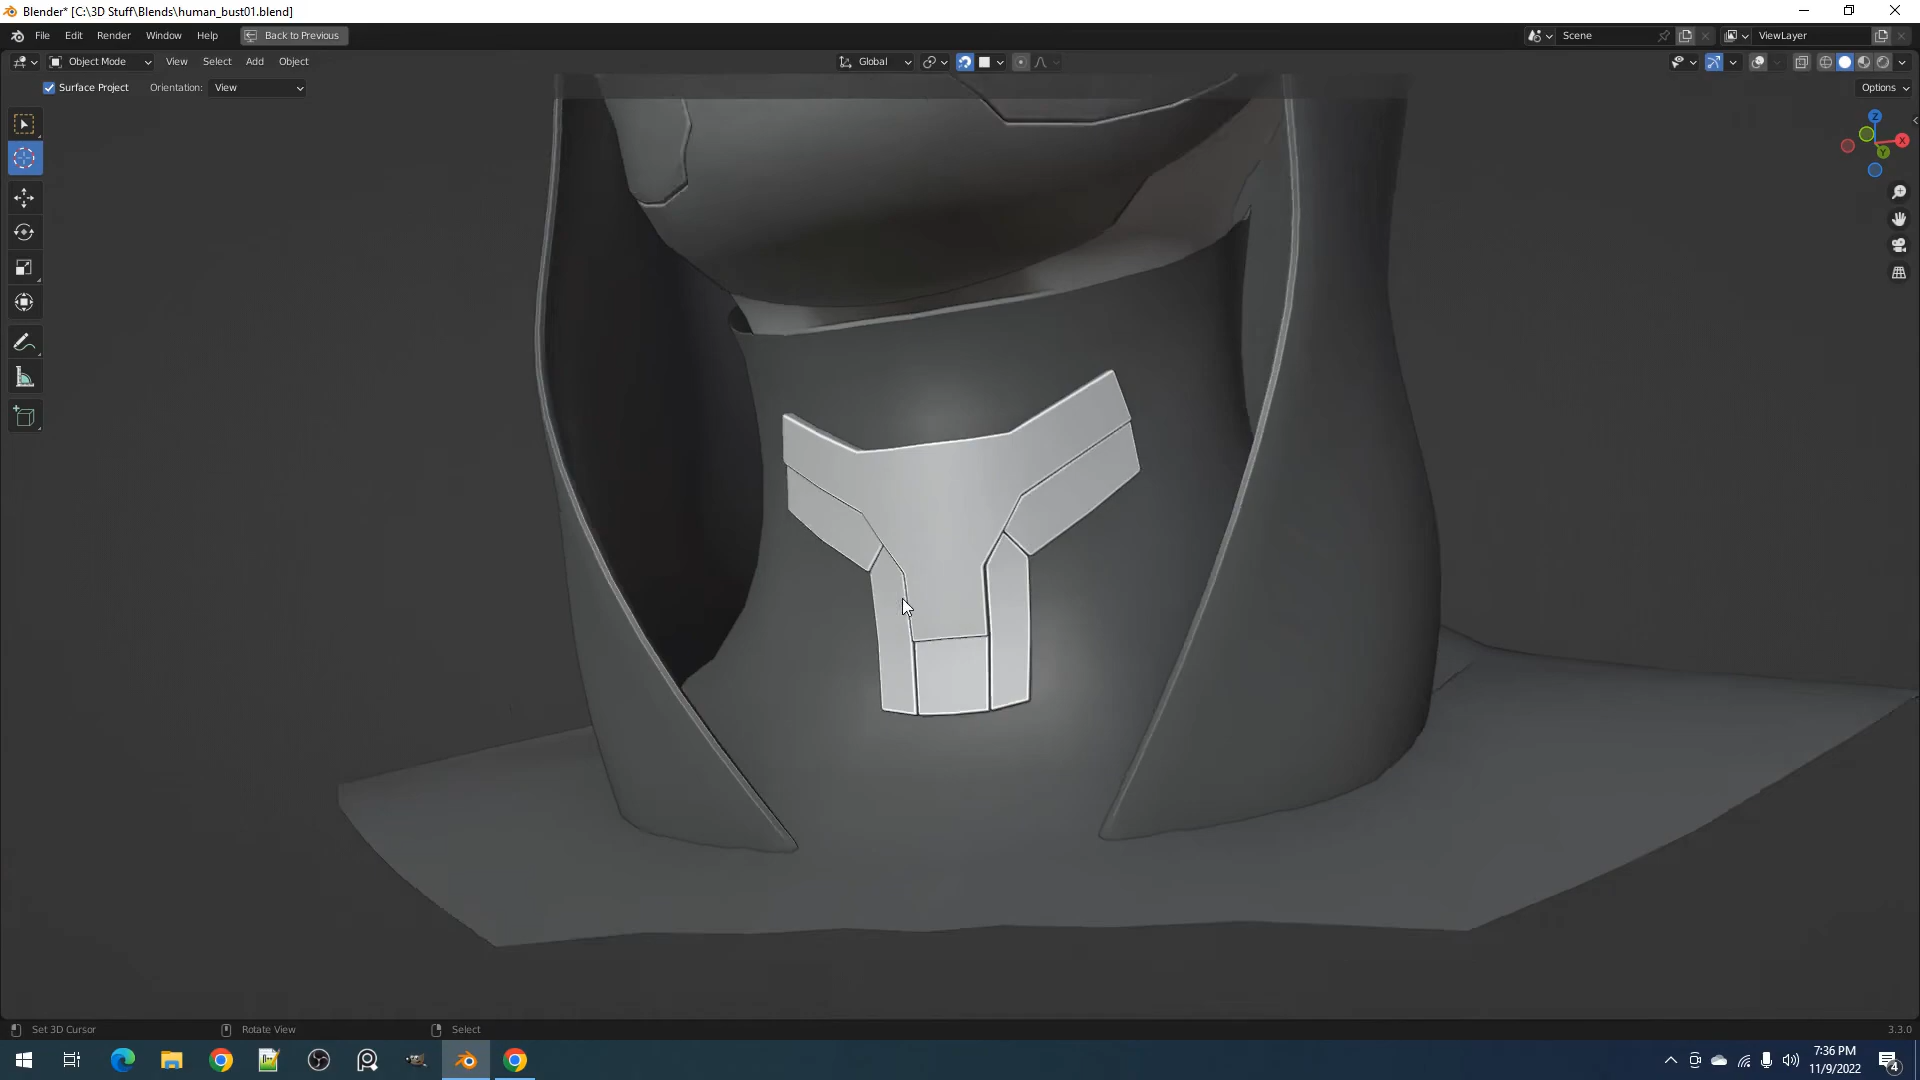 Blender* [C:\3D Stuff\Blends\human_bust01.blend]
File Edit Render Window Help Back to Previous Scene ViewLayer
Object Mode View Select Add Object Global
Surface Project Orientation: View Options
Z
X
Y
Set 3D Cursor Rotate View Select 3.3.0
7:36 PM
11/9/2022
4